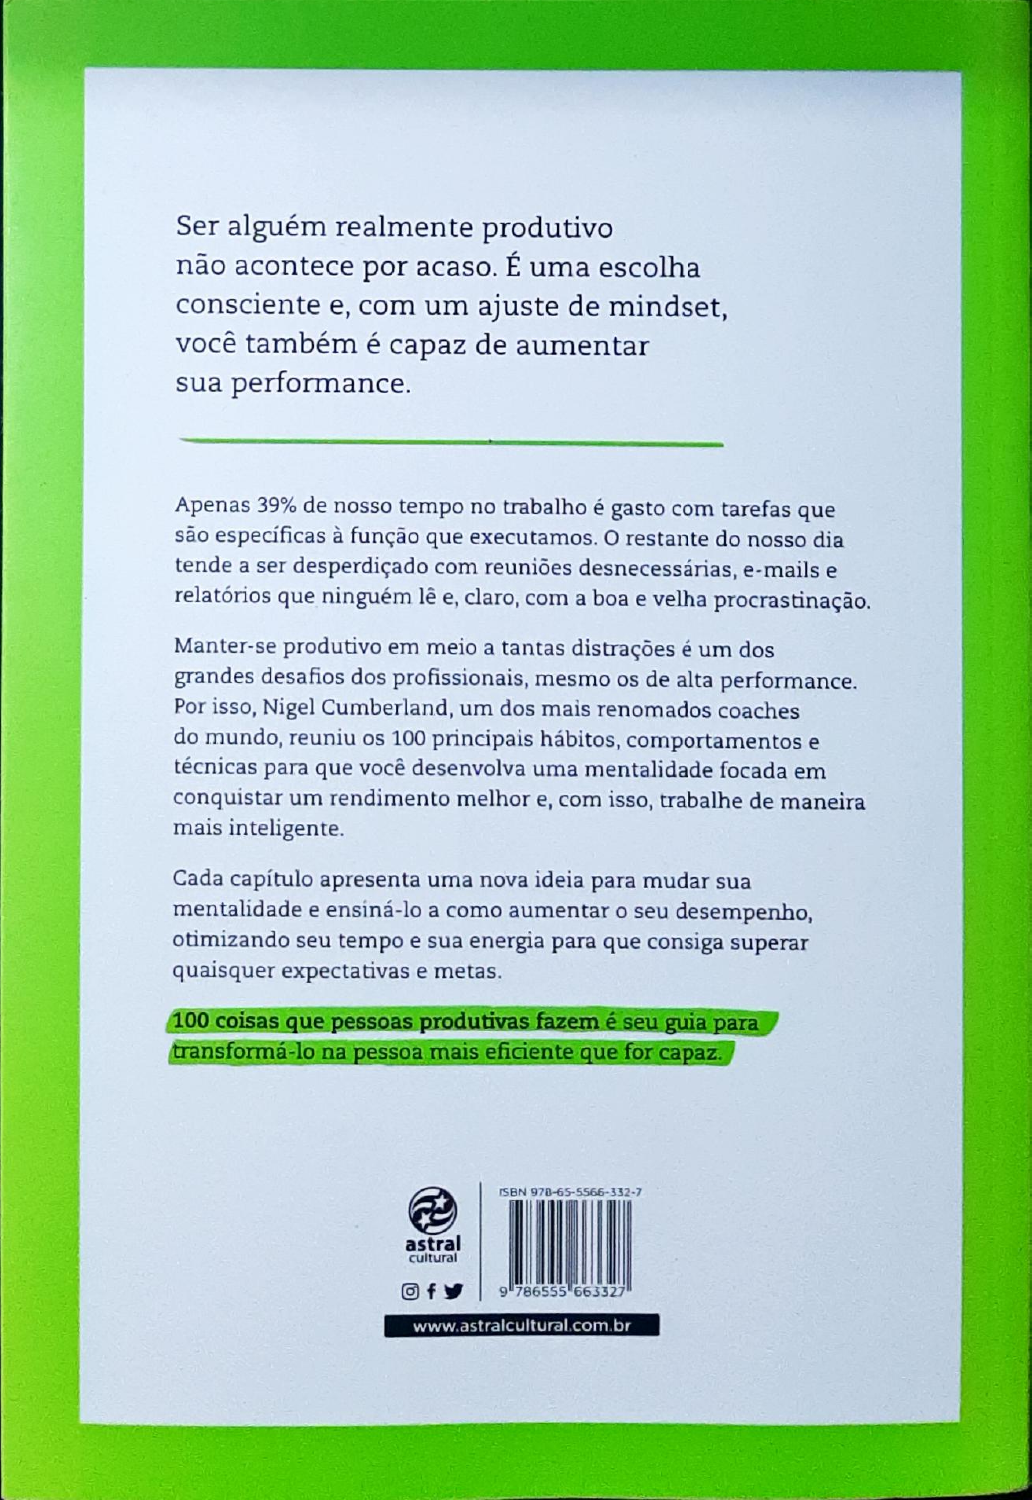 Ser alguém realmente produtivo
não acontece por acaso. É uma escolha
consciente e, com um ajuste de mindset,
você também é capaz de aumentar
sua performance.
Apenas 39% de nosso tempo no trabalho é gasto com tarefas que
são específicas à função que executamos. O restante do nosso dia
tende a ser desperdiçado com reuniões desnecessárias, e-mails e
relatórios que ninguém lê e, claro, com a boa e velha procrastinação.
Manter-se produtivo em meio a tantas distrações é um dos
grandes desafios dos profissionais, mesmo os de alta performance.
Por isso, Nigel Cumberland, um dos mais renomados coaches
do mundo, reuniu os 100 principais hábitos, comportamentos e
técnicas para que você desenvolva uma mentalidade focada em
conquistar um rendimento melhor e, com isso, trabalhe de maneira
mais inteligente.
Cada capítulo apresenta uma nova ideia para mudar sua
mentalidade e ensiná-lo a como aumentar o seu desempenho,
otimizando seu tempo e sua energia para que consiga superar
quaisquer expectativas e metas.
100 coisas que pessoas produtivas fazem é seu guia para
transformá-lo na pessoa mais eficiente que for capaz.
astral
cultural
ISBN 978-65-5566-332-7
9 786555 663327
www.astralcultural.com.br